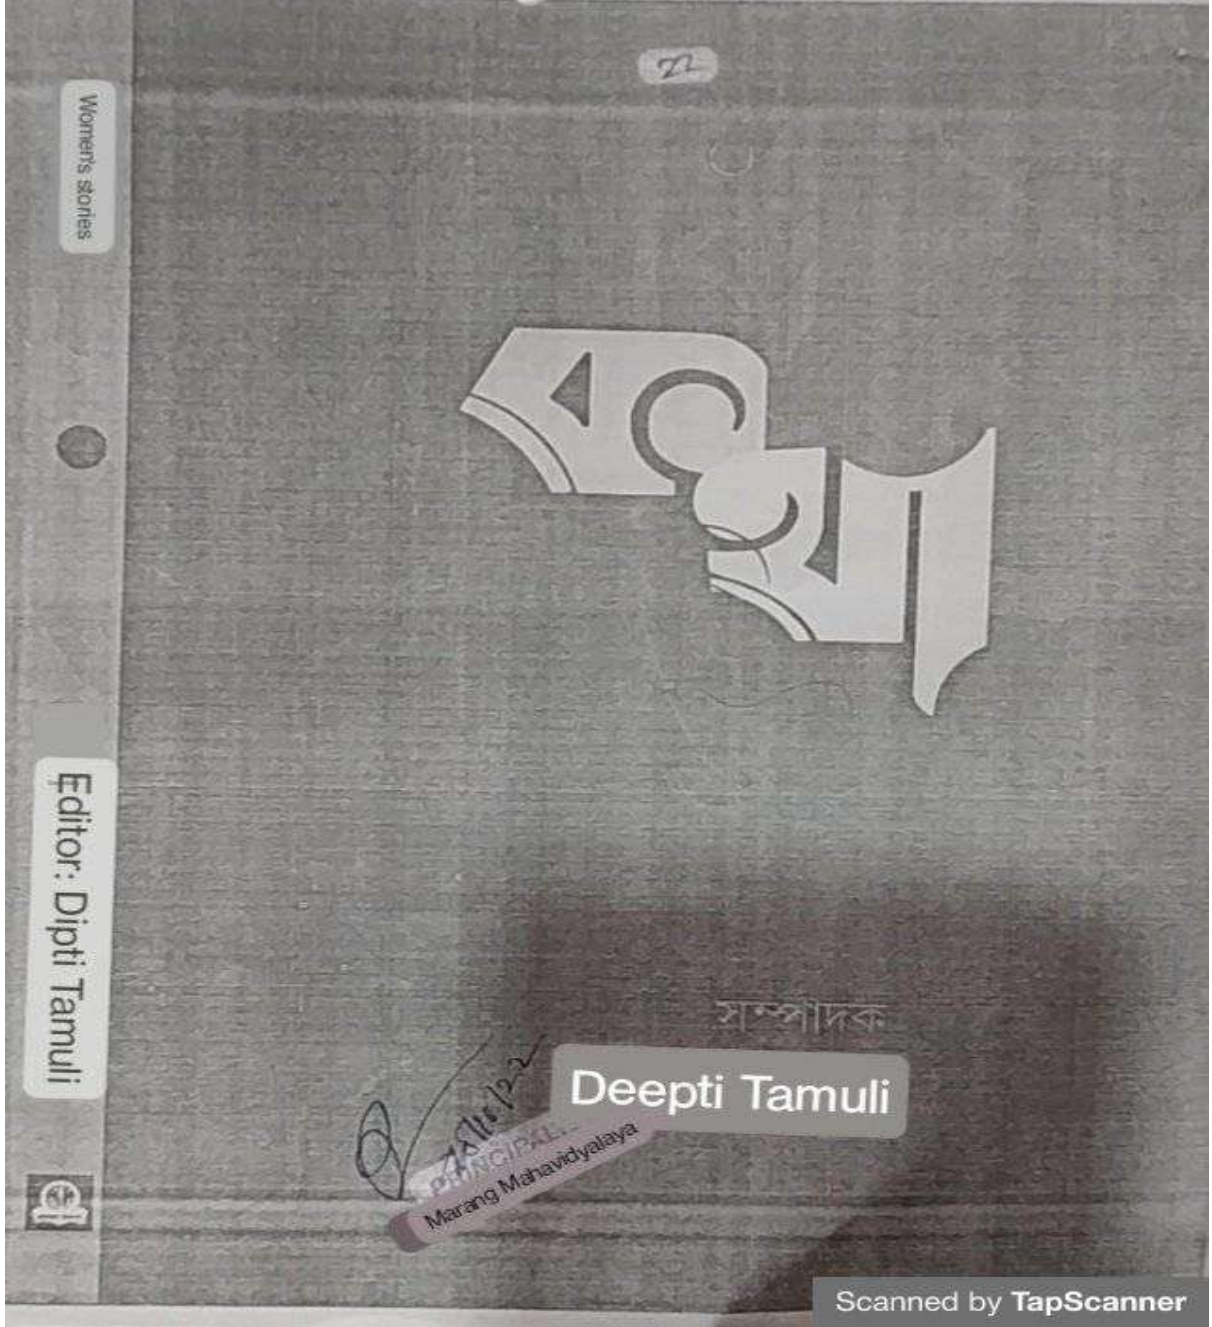 22
Women's stories
কথা
Editor: Dipti Tamuli
সম্পাদক
Deepti Tamuli
PRINCIPAL
Marang Mahavidyalaya
Scanned by TapScanner